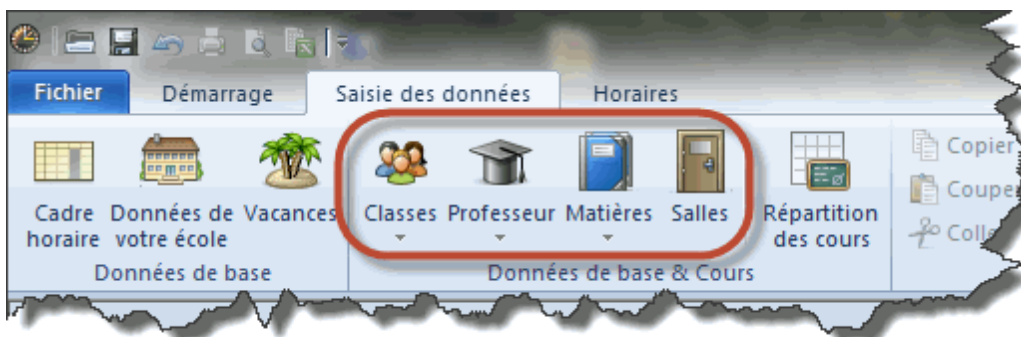 Fichier Démarrage Saisie des données Horaires
Cadre horaire
Données de votre école
Vacances
Classes
Professeur
Matières
Salles
Répartition des cours
Copier
Données de base
Données de base & Cours